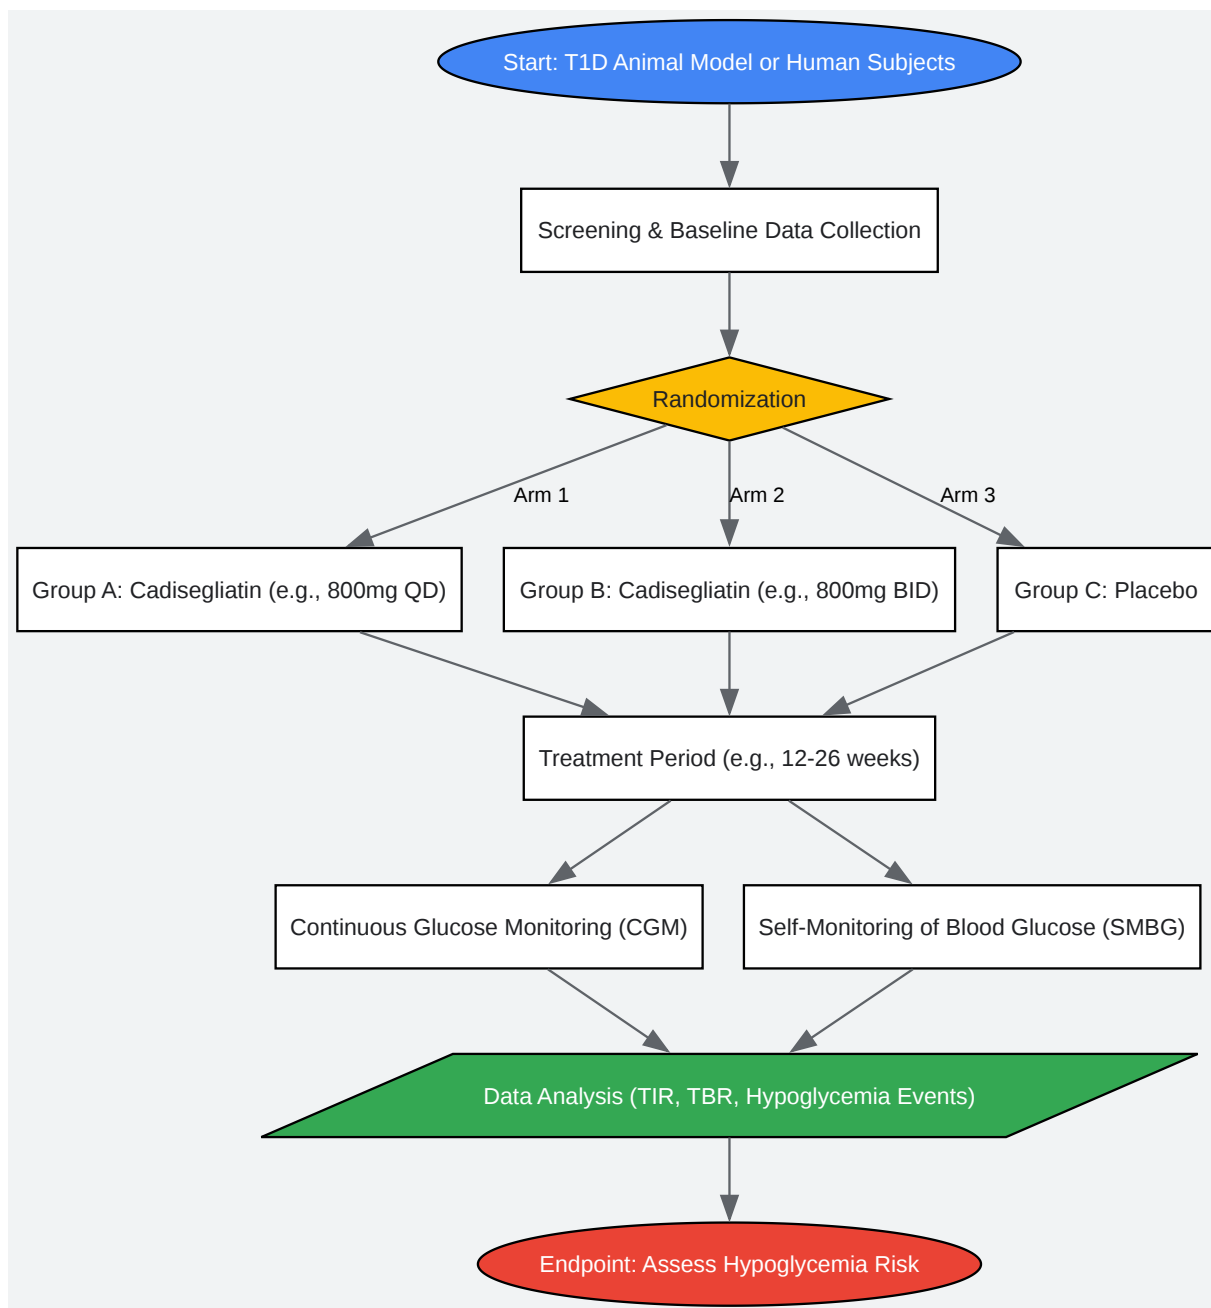 Start: T1D Animal Model or Human Subjects
Screening & Baseline Data Collection
Randomization
Arm 1
Arm 2
Arm 3
Group A: Cadisegliatin (e.g., 800mg QD)
Group B: Cadisegliatin (e.g., 800mg BID)
Group C: Placebo
Treatment Period (e.g., 12-26 weeks)
Continuous Glucose Monitoring (CGM)
Self-Monitoring of Blood Glucose (SMBG)
Data Analysis (TIR, TBR, Hypoglycemia Events)
Endpoint: Assess Hypoglycemia Risk